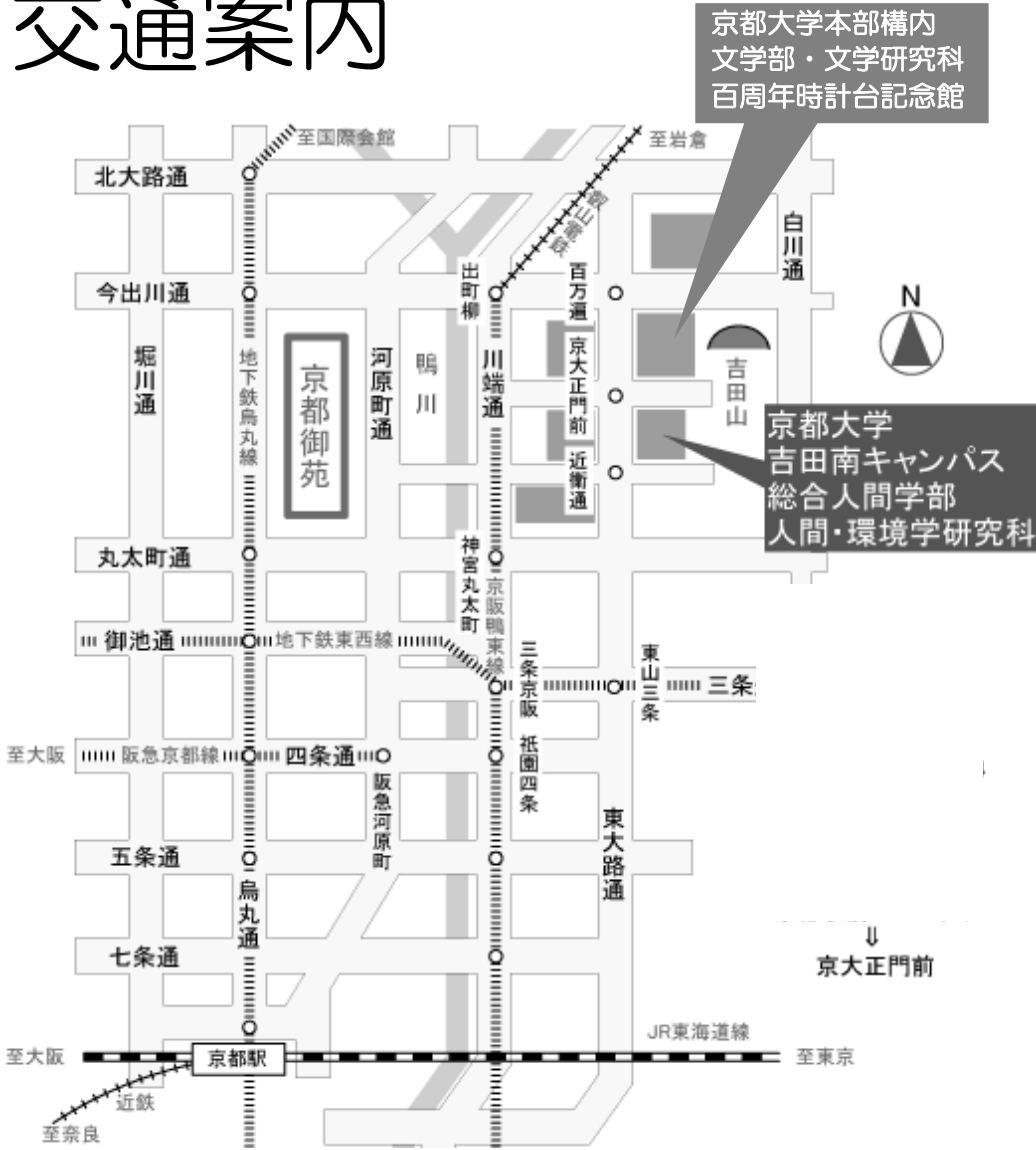 交通案内
京都大学本部構内
文学部・文学研究科
百周年時計台記念館
至国際会館
至岩倉
北大路通
叡山電鉄
白川通
今出川通
出町柳
百万遍
N
堀川通
地下鉄烏丸線
京都御苑
河原町通
鴨川
川端通
京大正門前
吉田山
京都大学
吉田南キャンパス
総合人間学部
人間・環境学研究科
近衛通
丸太町通
神宮丸太町
京阪鴨東線
御池通
地下鉄東西線
三条京阪
東山三条
三条
至大阪
阪急京都線
四条通
祇園四条
阪急河原町
東大路通
五条通
烏丸通
七条通
⇓
京大正門前
JR東海道線
至大阪
京都駅
至東京
近鉄
至奈良